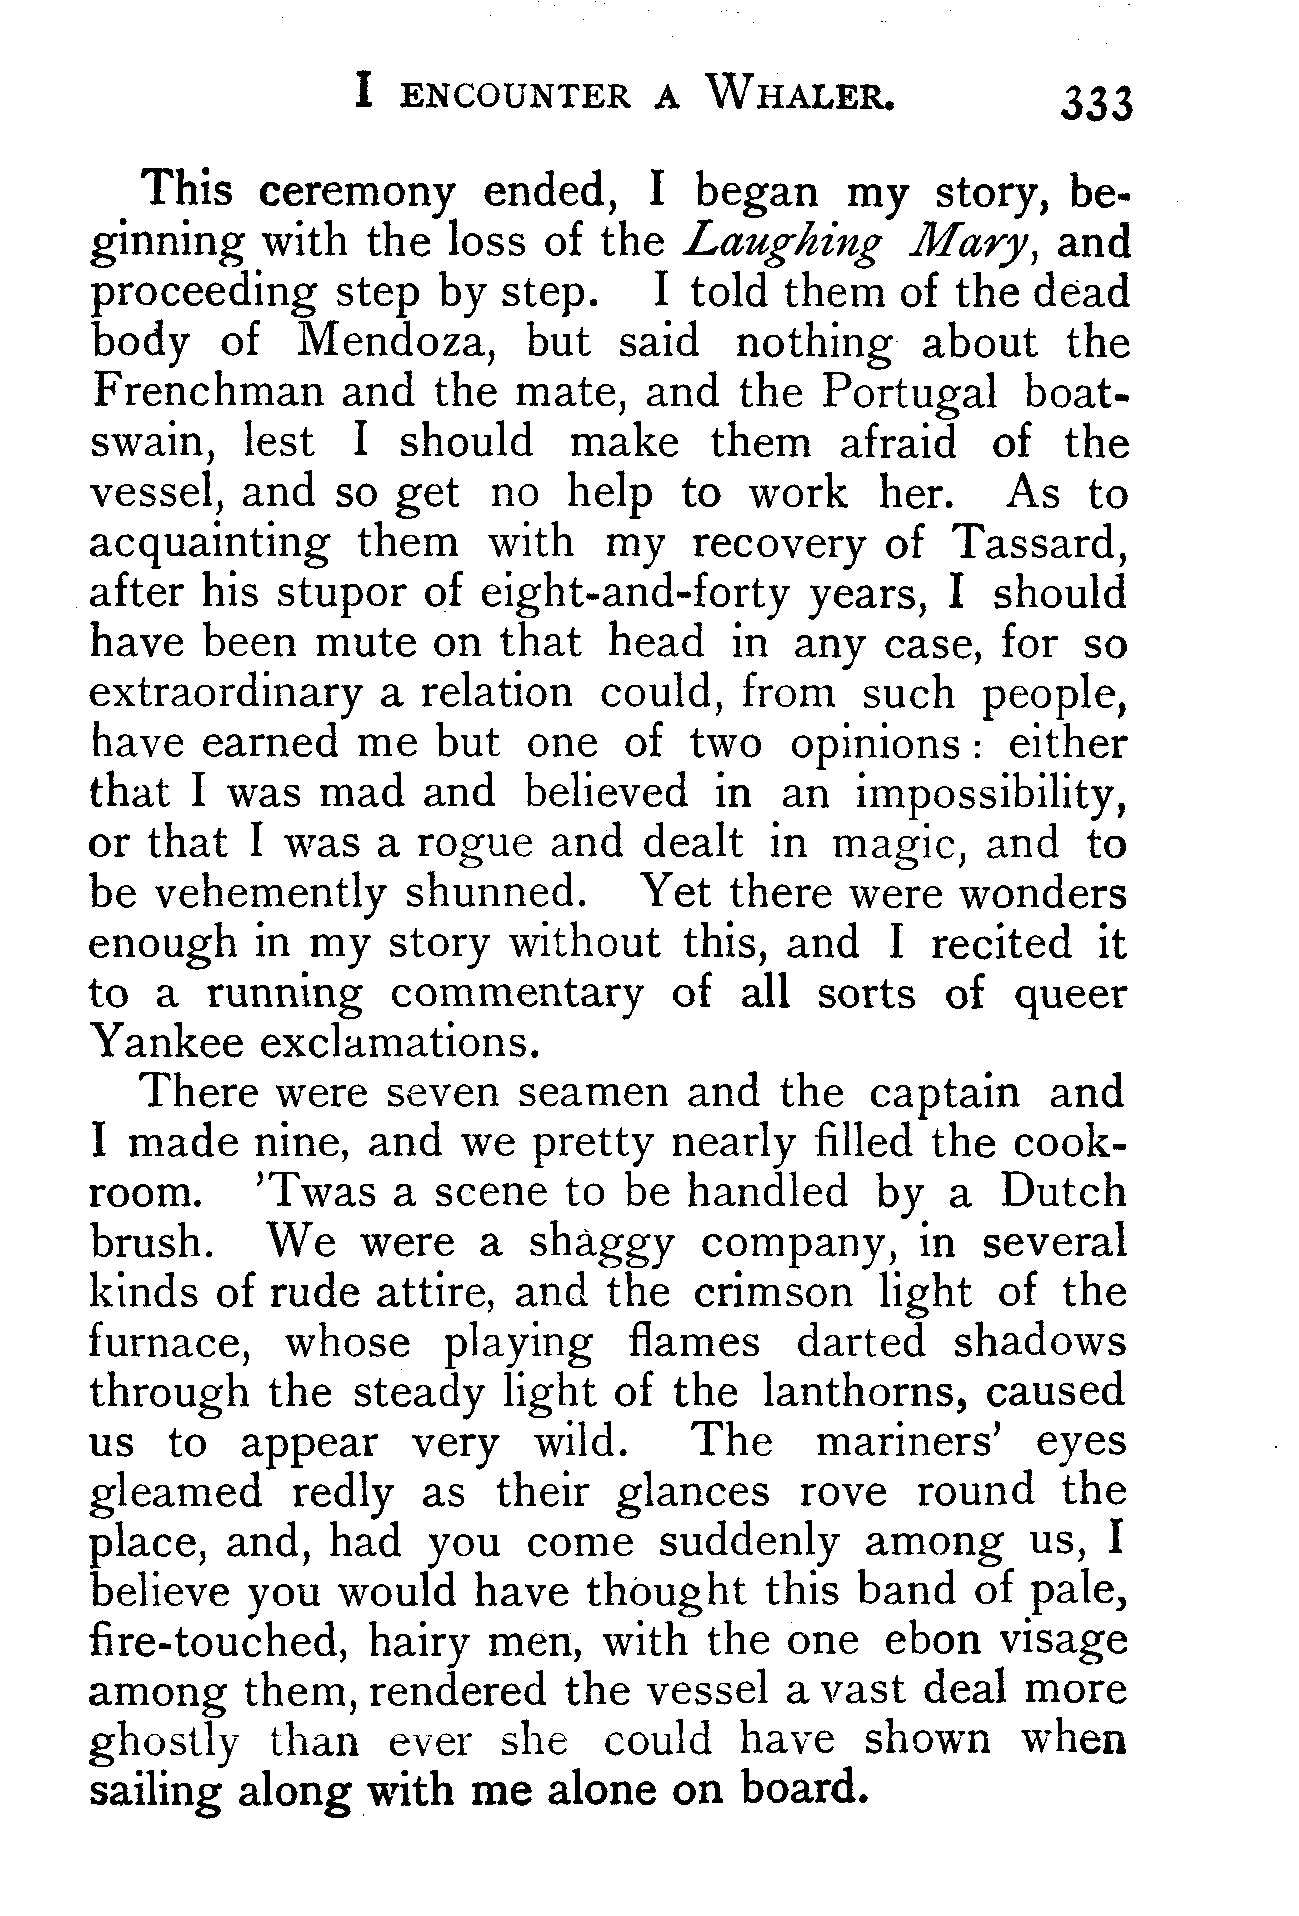 I ENCOUNTER A WHALER. 333
This ceremony ended, I began my story, be-
ginning with the loss of the Laughing Mary, and
proceeding step by step. I told them of the dead
body of Mendoza, but said nothing about the
Frenchman and the mate, and the Portugal boat-
swain, lest I should make them afraid of the
vessel, and so get no help to work her. As to
acquainting them with my recovery of Tassard,
after his stupor of eight-and-forty years, I should
have been mute on that head in any case, for so
extraordinary a relation could, from such people,
have earned me but one of two opinions : either
that I was mad and believed in an impossibility,
or that I was a rogue and dealt in magic, and to
be vehemently shunned. Yet there were wonders
enough in my story without this, and I recited it
to a running commentary of all sorts of queer
Yankee exclamations.
There were seven seamen and the captain and
I made nine, and we pretty nearly filled the cook-
room. 'Twas a scene to be handled by a Dutch
brush. We were a shaggy company, in several
kinds of rude attire, and the crimson light of the
furnace, whose playing flames darted shadows
through the steady light of the lanthorns, caused
us to appear very wild. The mariners' eyes
gleamed redly as their glances rove round the
place, and, had you come suddenly among us, I
believe you would have thought this band of pale,
fire-touched, hairy men, with the one ebon visage
among them, rendered the vessel a vast deal more
ghostly than ever she could have shown when
sailing along with me alone on board.